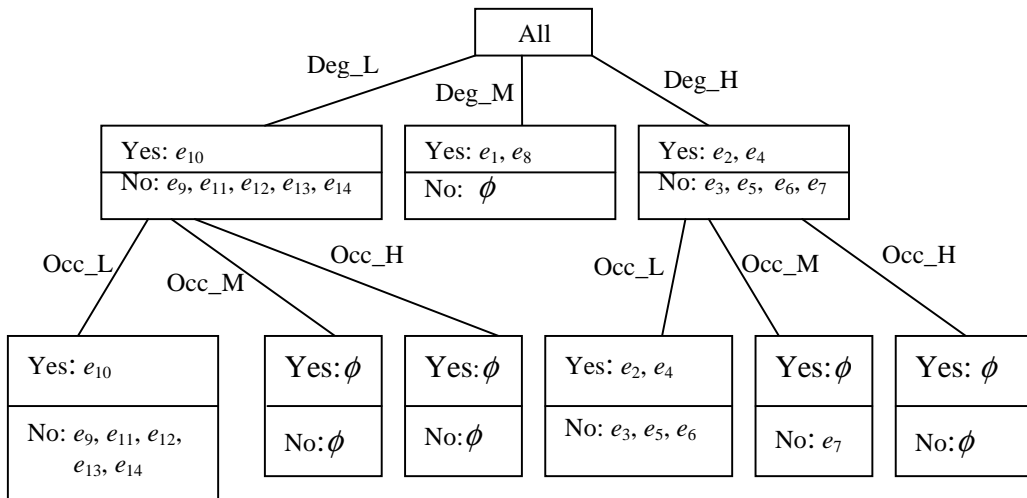 All
Deg_L
Deg_M
Deg_H
Yes: e10
No: e9, e11, e12, e13, e14
Yes: e1, e8
No: ϕ
Yes: e2, e4
No: e3, e5, e6, e7
Occ_L
Occ_M
Occ_H
Occ_L
Occ_M
Occ_H
Yes: e10
No: e9, e11, e12,
e13, e14
Yes:ϕ
No:ϕ
Yes:ϕ
No:ϕ
Yes: e2, e4
No: e3, e5, e6
Yes:ϕ
No: e7
Yes: ϕ
No:ϕ